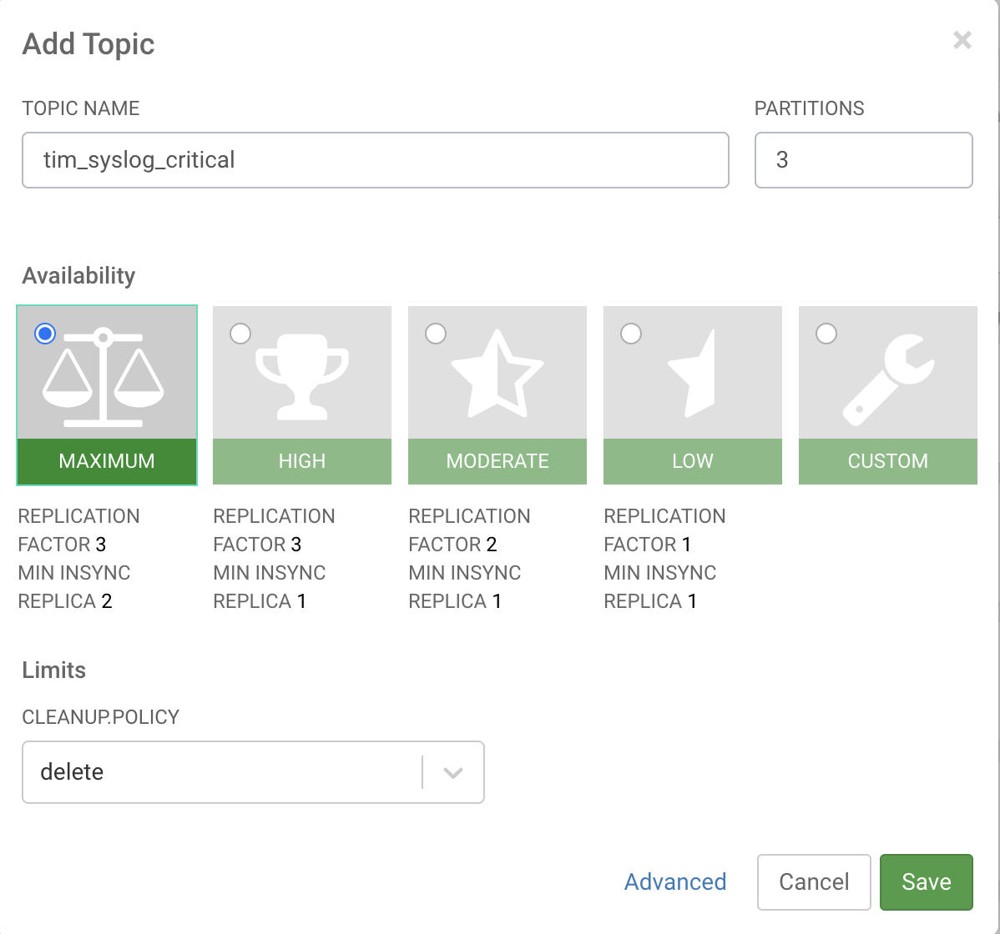 Add Topic
×
TOPIC NAME
PARTITIONS
tim_syslog_critical
3
Availability
MAXIMUM
HIGH
MODERATE
LOW
CUSTOM
REPLICATION
FACTOR 3
MIN INSYNC
REPLICA 2
REPLICATION
FACTOR 3
MIN INSYNC
REPLICA 1
REPLICATION
FACTOR 2
MIN INSYNC
REPLICA 1
REPLICATION
FACTOR 1
MIN INSYNC
REPLICA 1
Limits
CLEANUP.POLICY
delete
Advanced
Cancel
Save